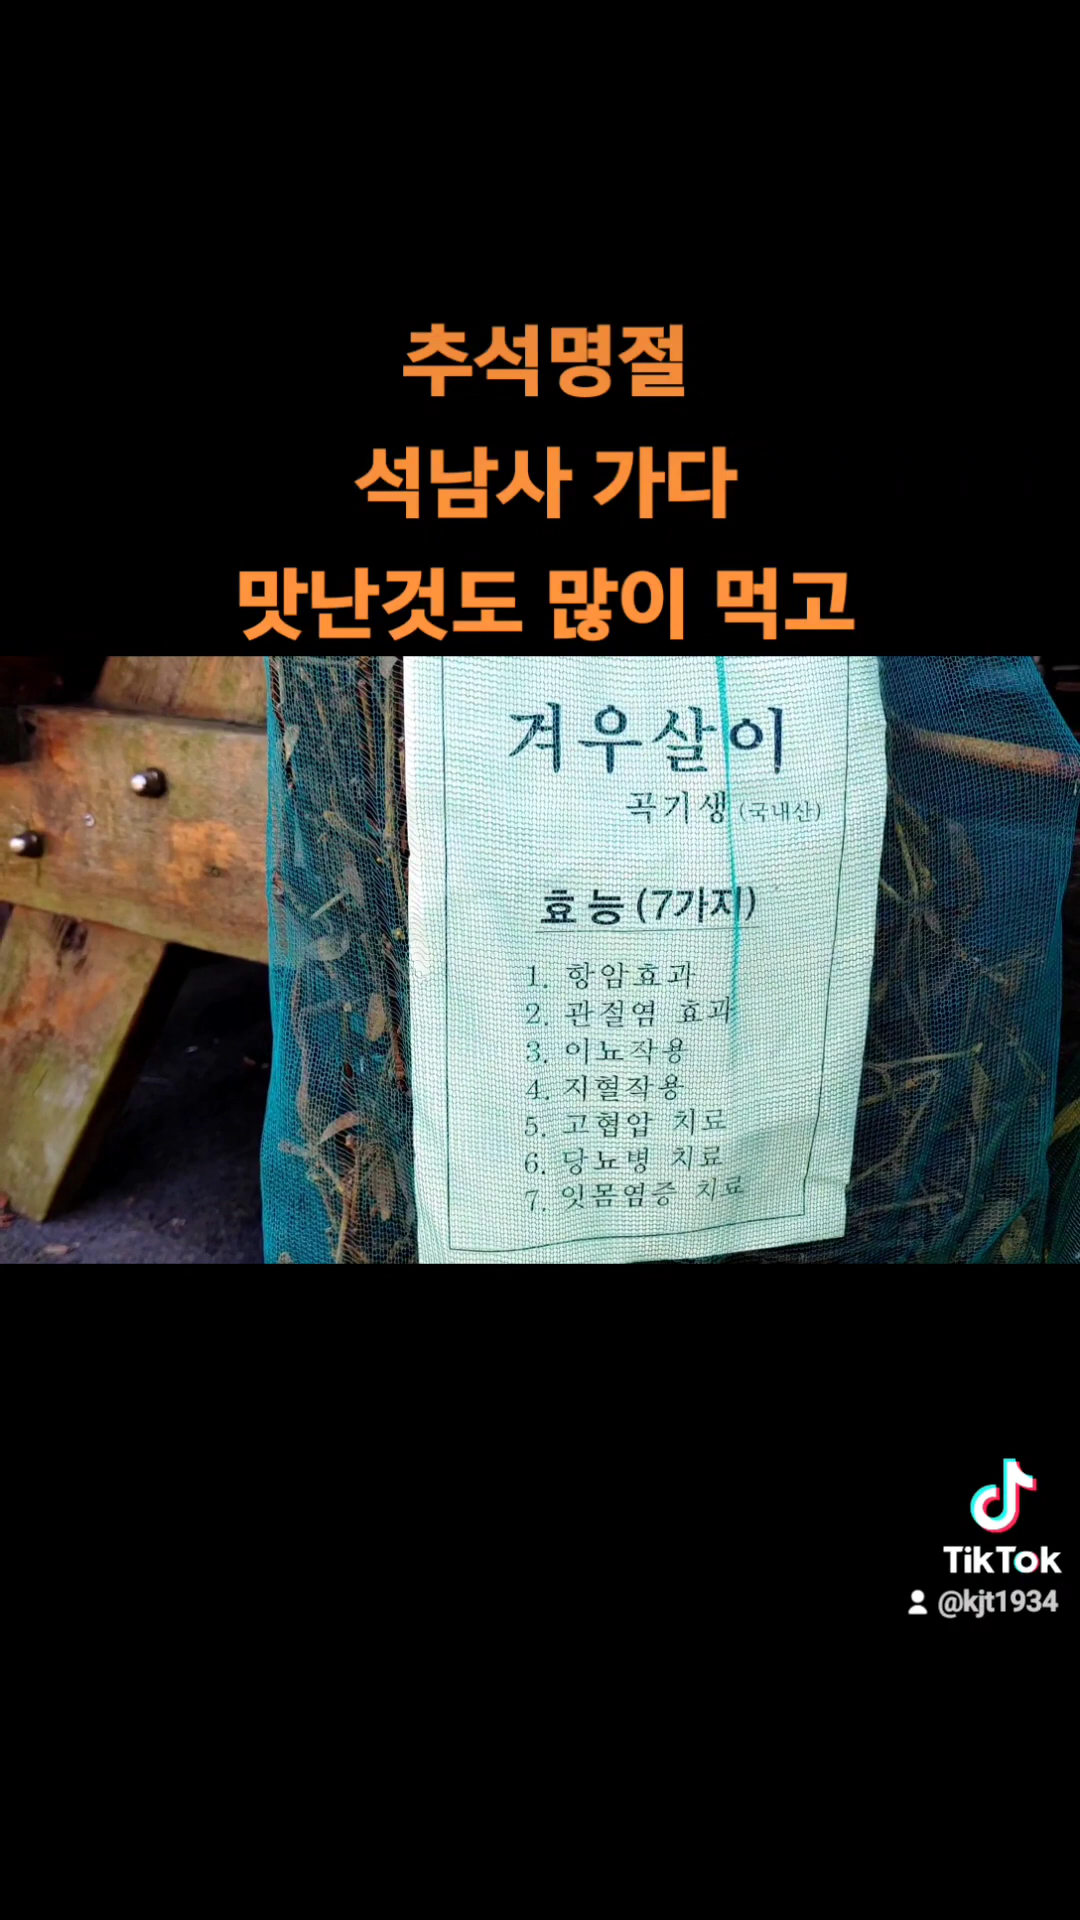 추석명절
석남사 가다
맛난것도 많이 먹고
겨우살이
곡기생 (국내산)
효능(7가지)
1. 항암효과
2. 관절염 효과
3. 이뇨작용
4. 지혈작용
5. 고협압 치료
6. 당뇨병 치료
7. 잇몸염증 치료
TikTok
@kjt1934